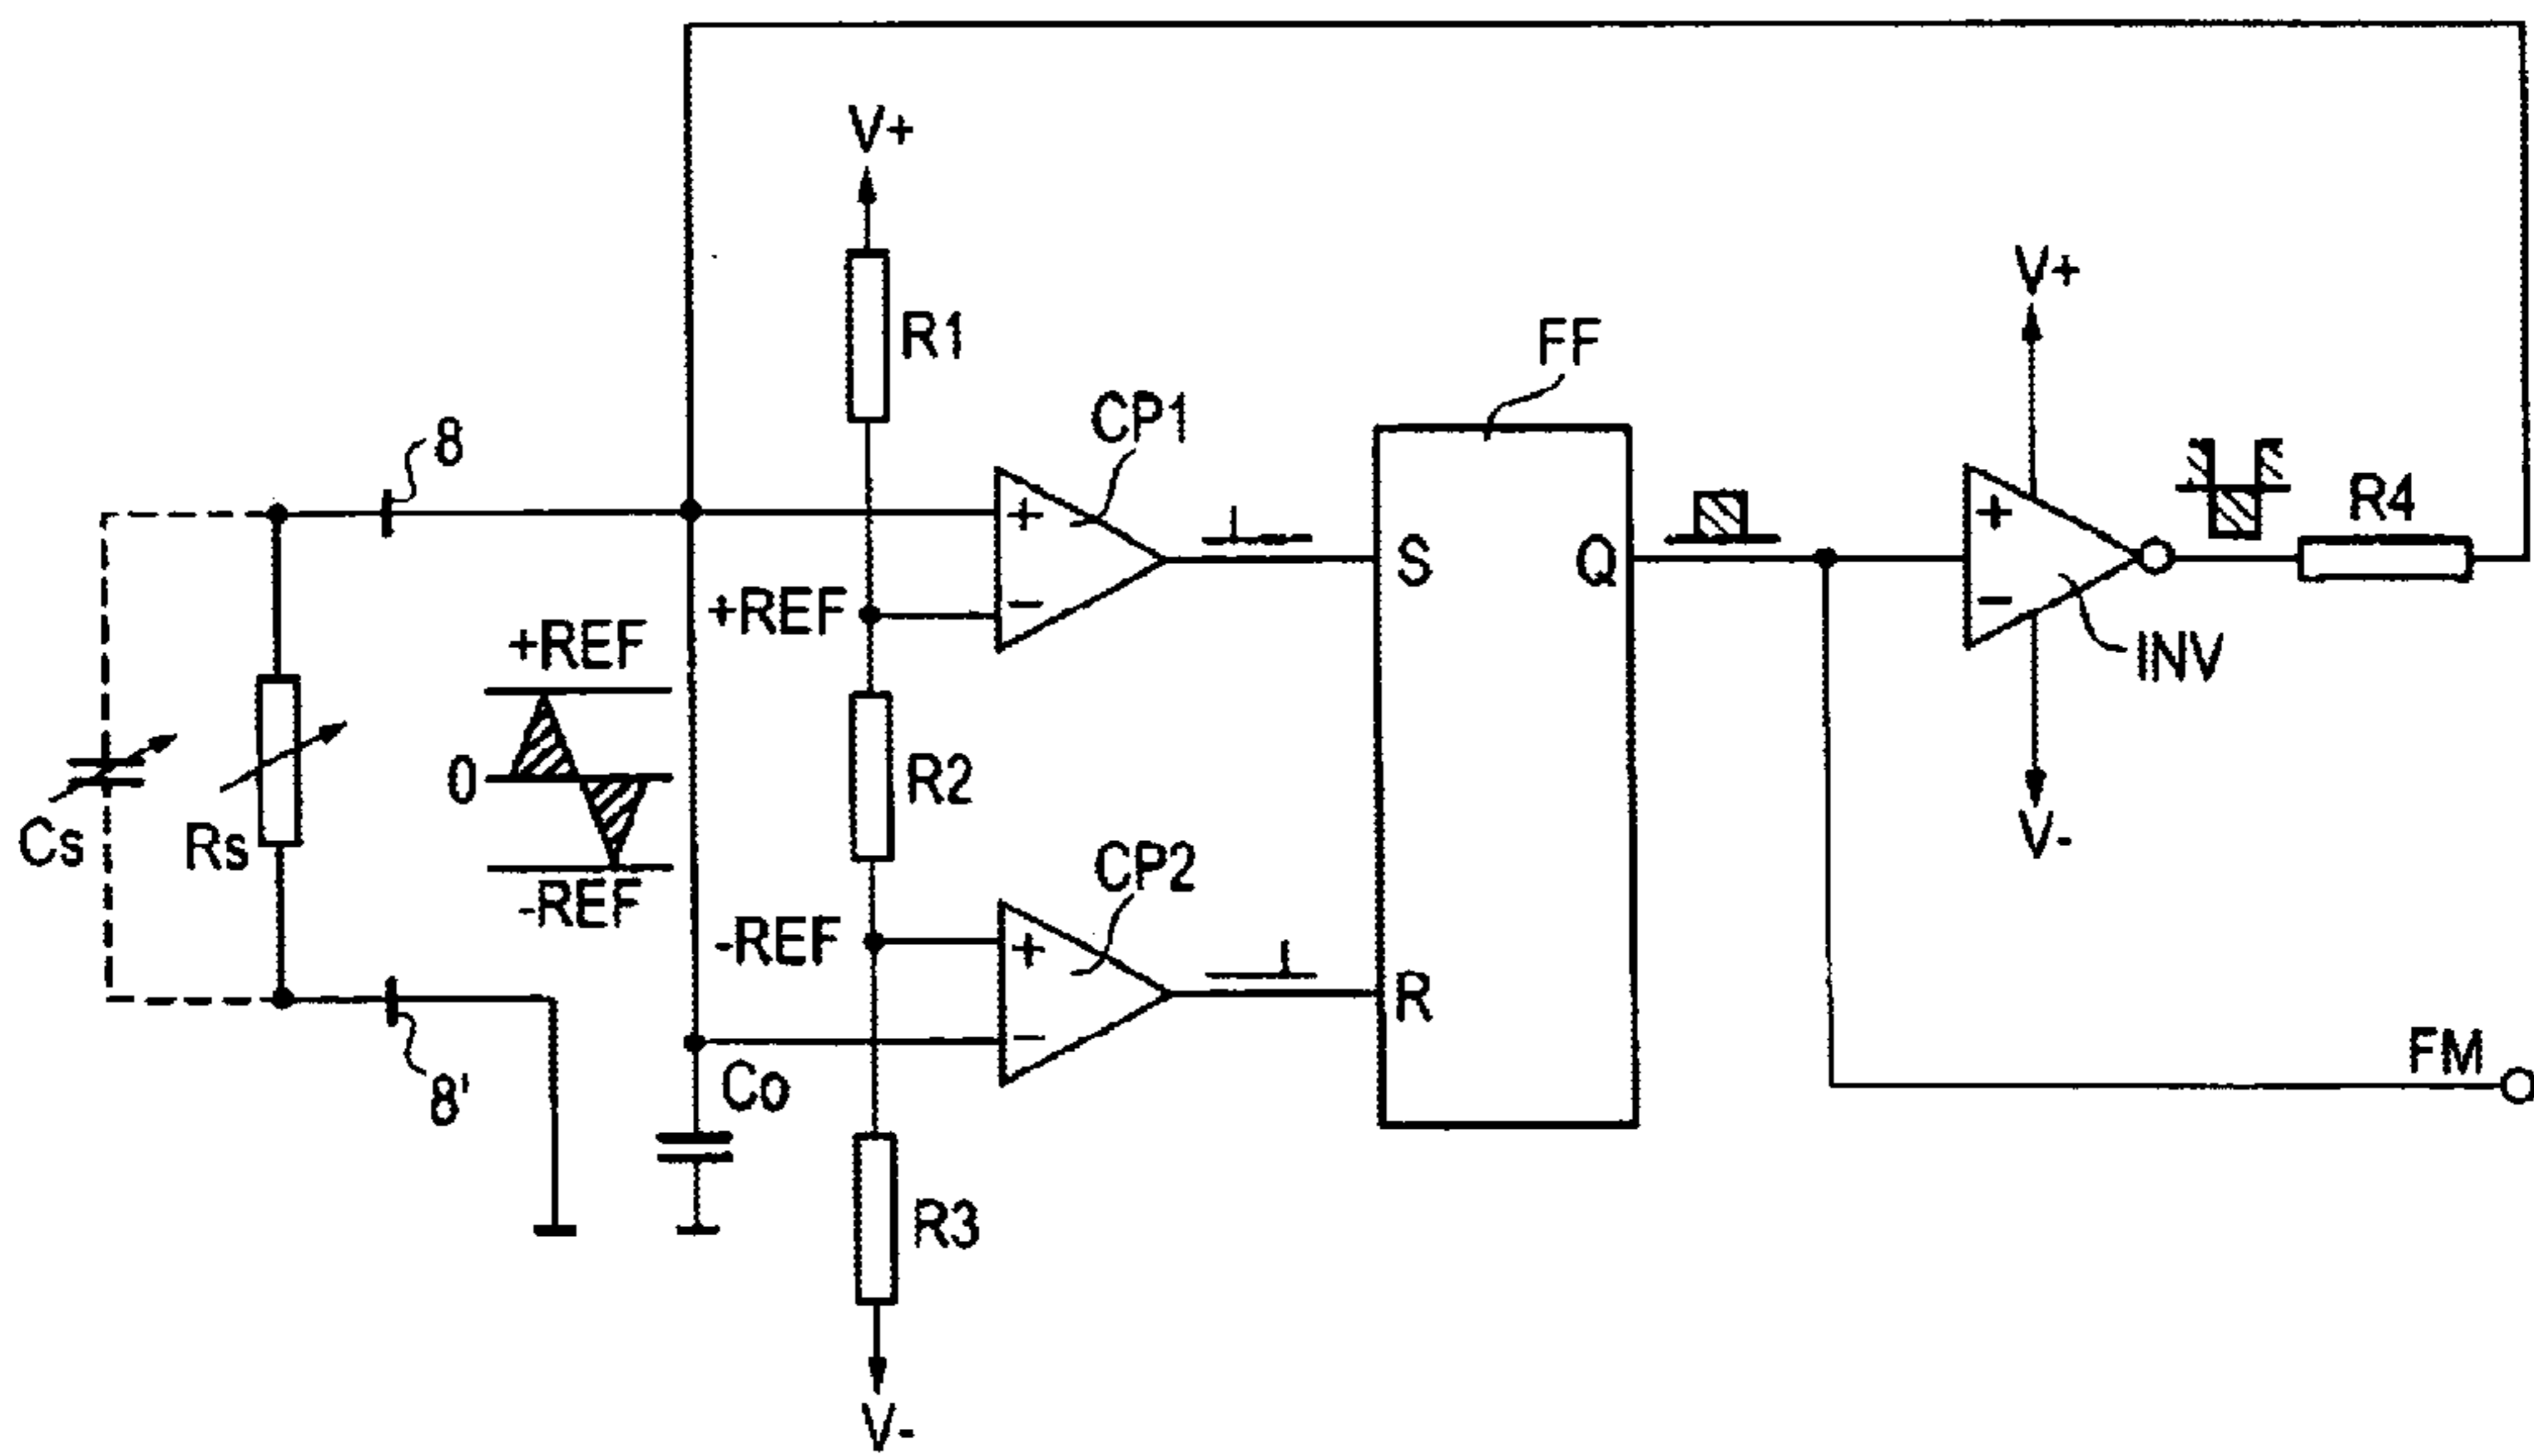 V+
R1
8
CP1
FF
V+
+
−
S
Q
+
−
R4
INV
+REF
+REF
0
-REF
Cs
Rs
R2
V-
-REF
CP2
+
−
R
8'
Co
FM
R3
V-